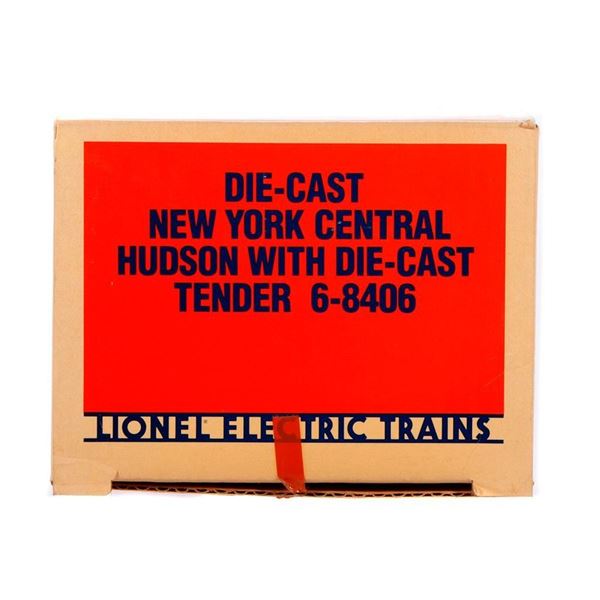 DIE-CAST
NEW YORK CENTRAL
HUDSON WITH DIE-CAST
TENDER 6-8406
LIONEL ELECTRIC TRAINS